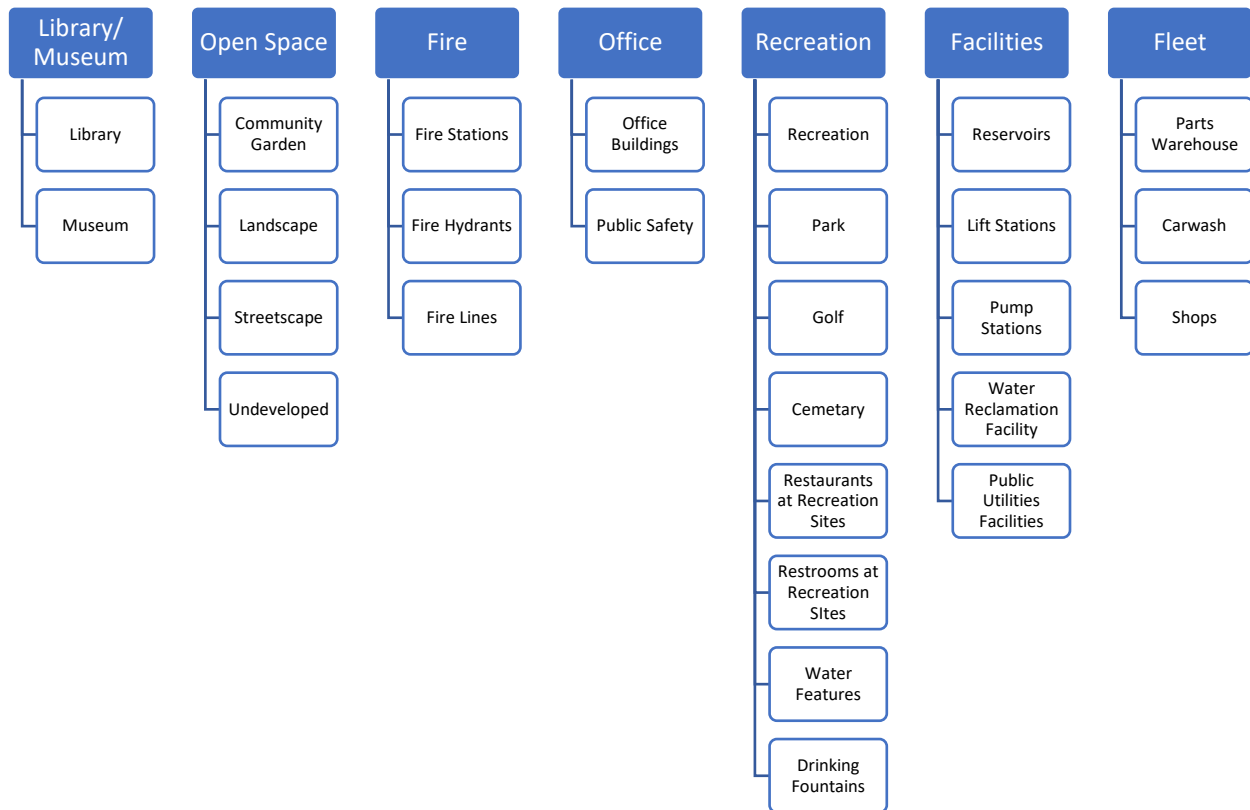 Library/
Museum
Library
Museum
Open Space
Community
Garden
Landscape
Streetscape
Undeveloped
Fire
Fire Stations
Fire Hydrants
Fire Lines
Office
Office
Buildings
Public Safety
Recreation
Recreation
Park
Golf
Cemetary
Restaurants
at Recreation
Sites
Restrooms at
Recreation
SItes
Water
Features
Drinking
Fountains
Facilities
Reservoirs
Lift Stations
Pump
Stations
Water
Reclamation
Facility
Public
Utilities
Facilities
Fleet
Parts
Warehouse
Carwash
Shops